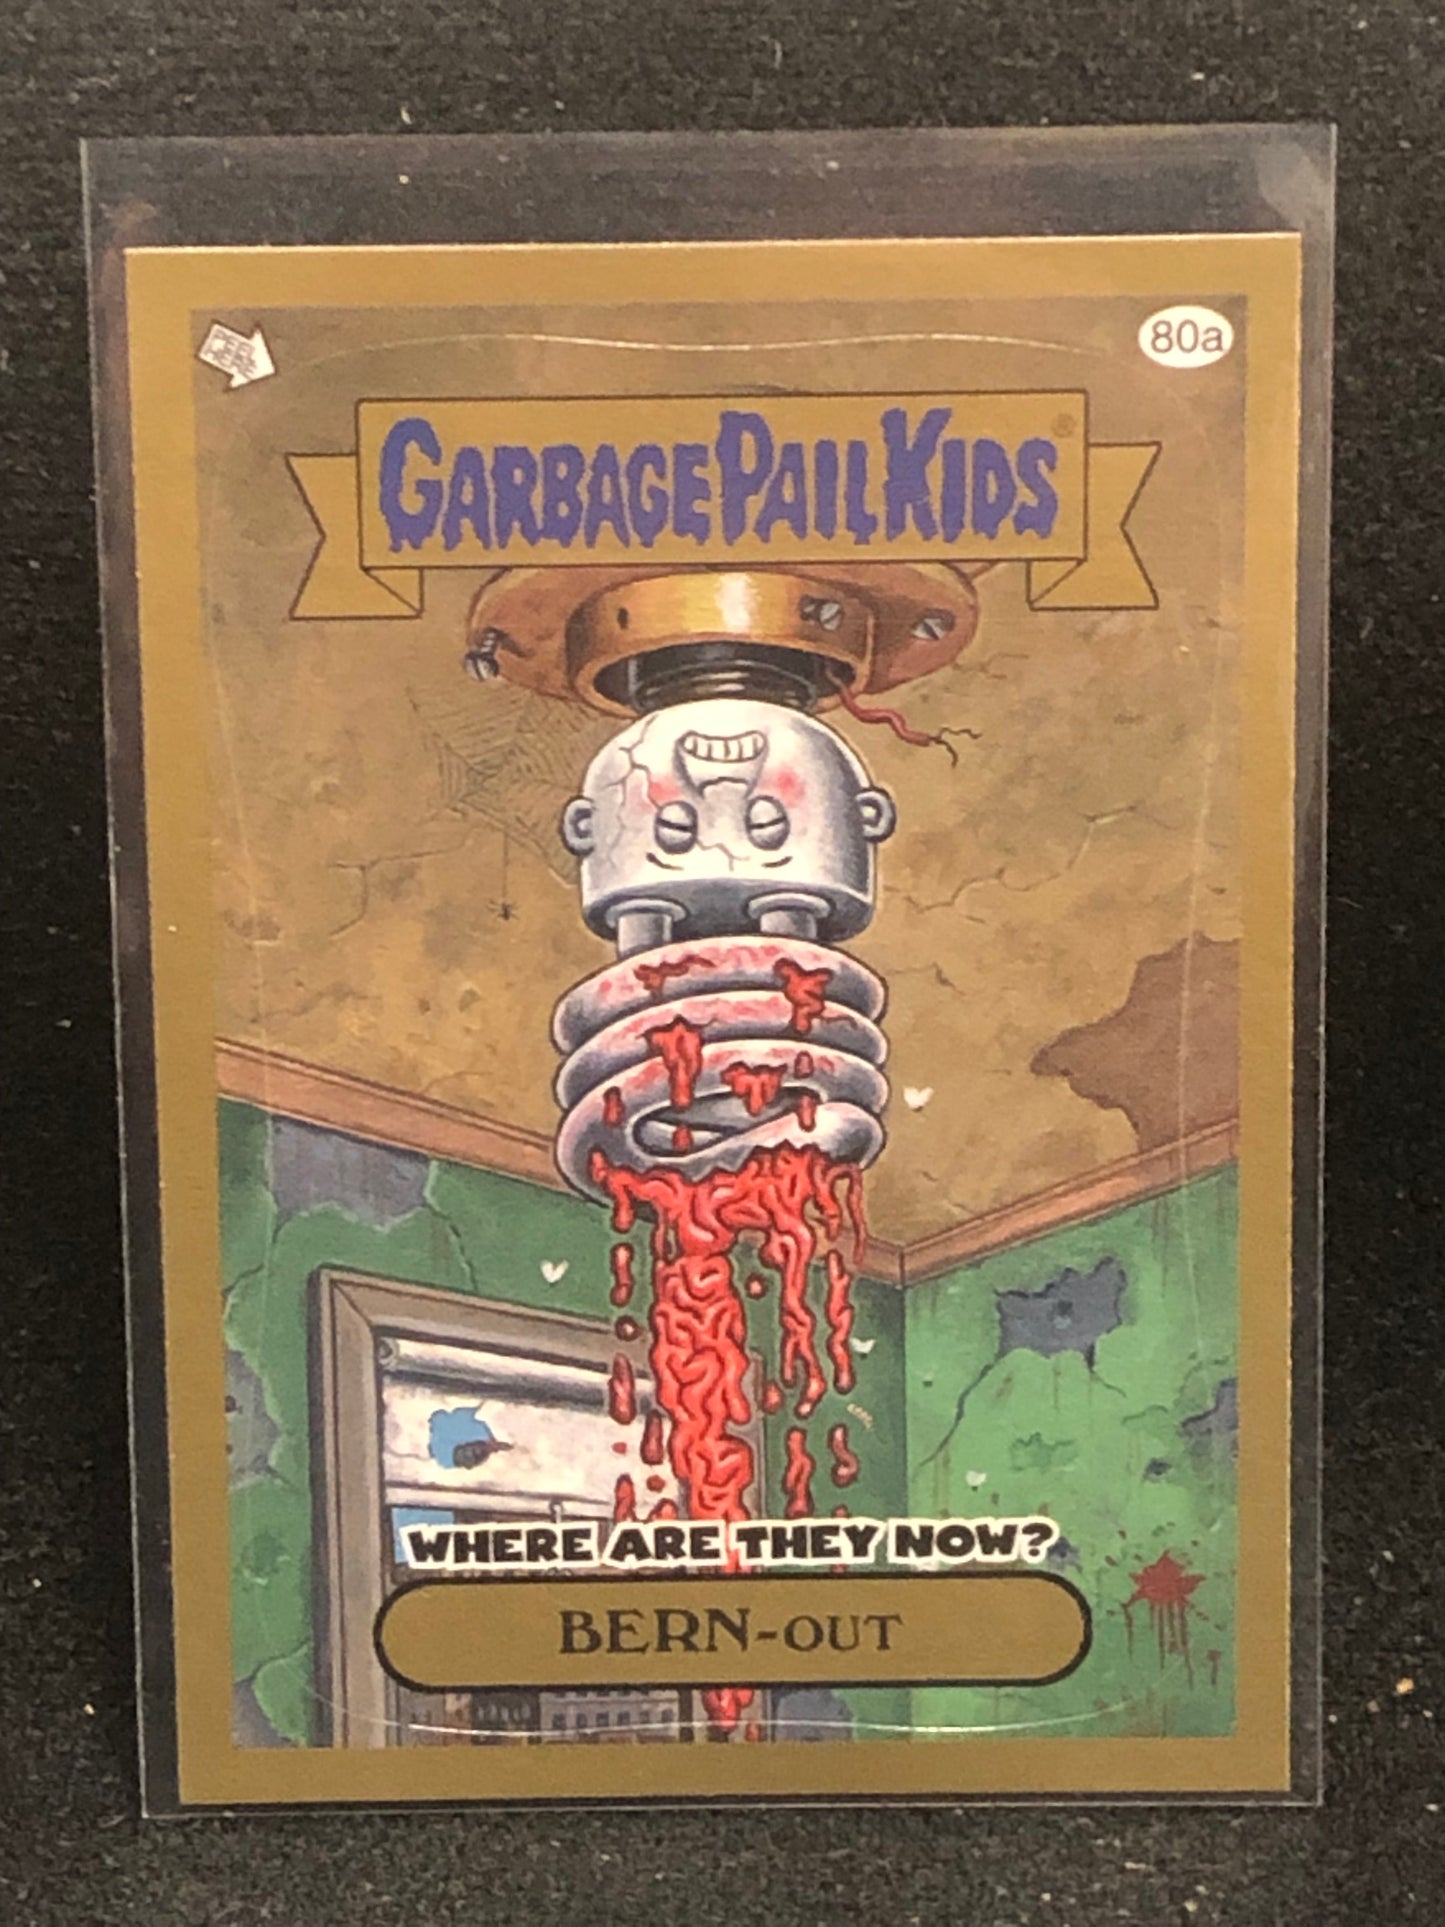 PEEL
HERE
80a
GARBAGE PAIL KIDS®
WHERE ARE THEY NOW?
BERN-OUT